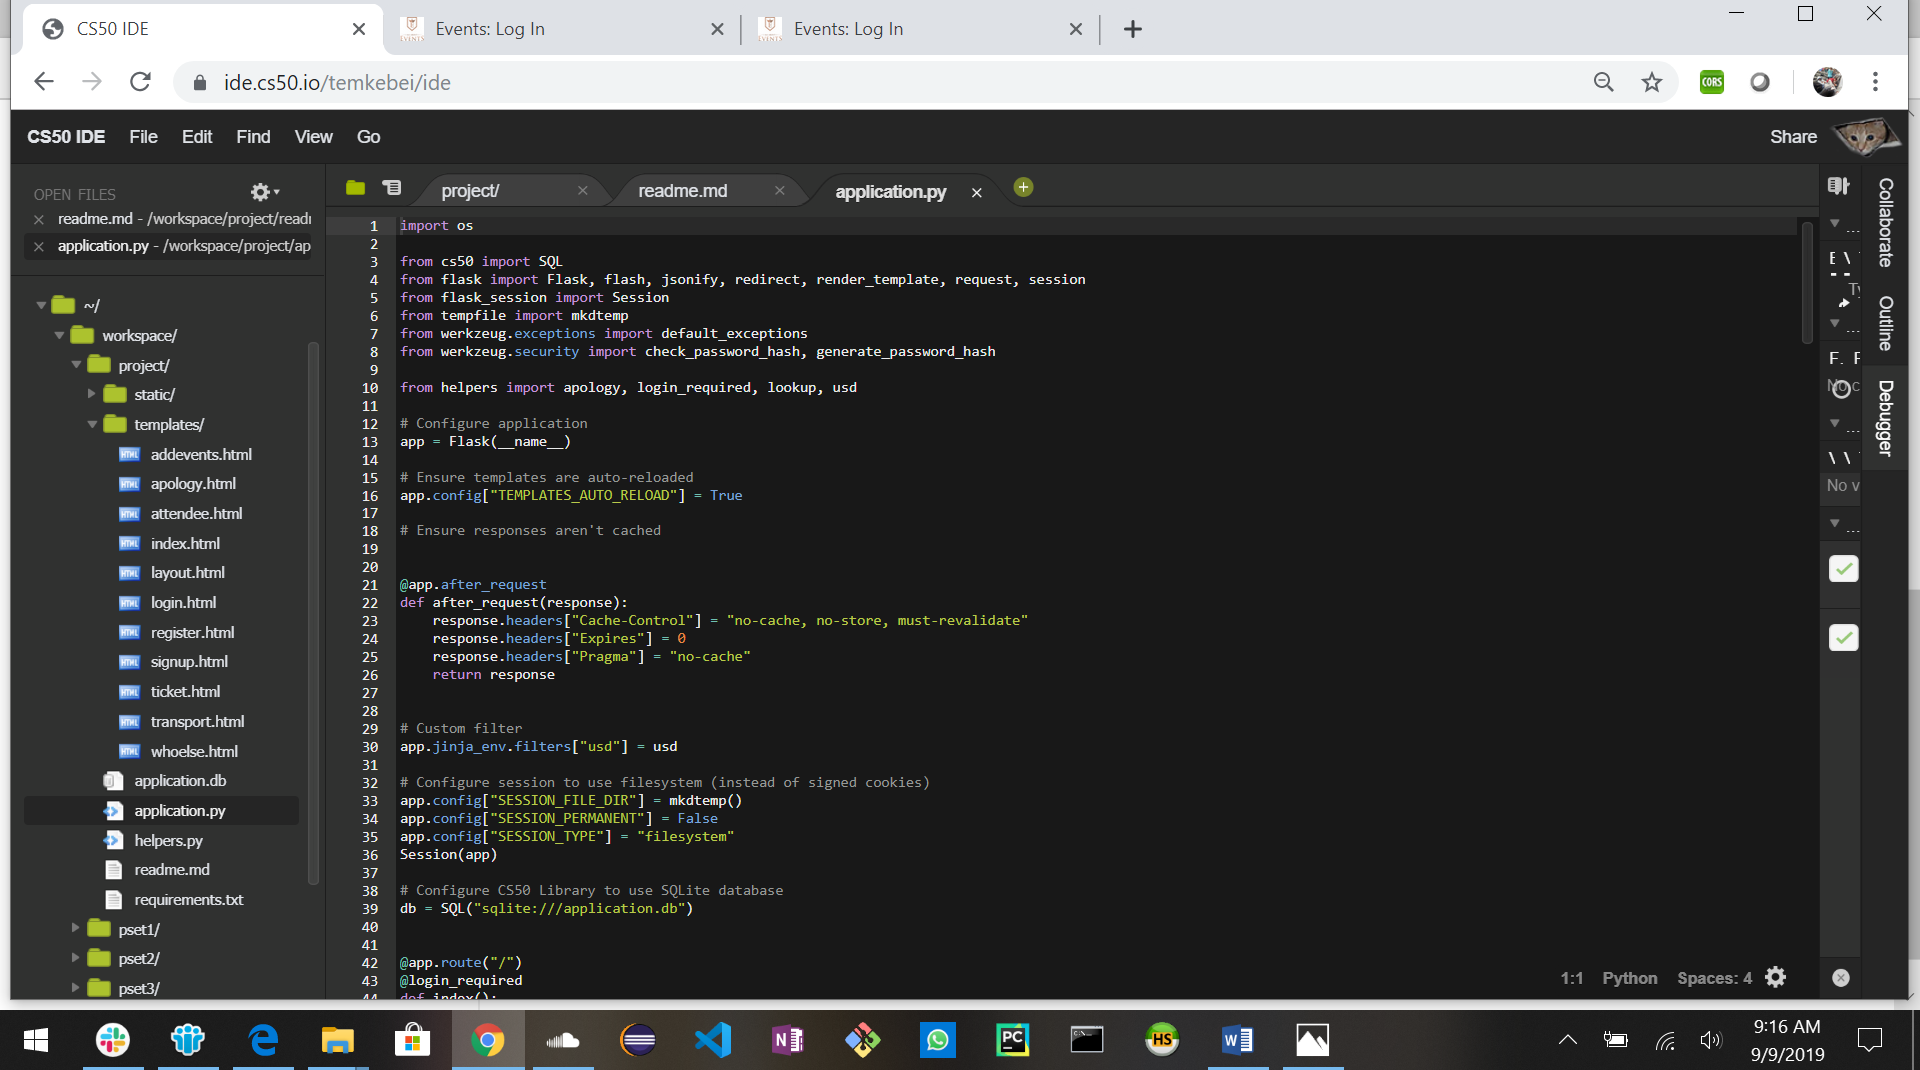 CS50 IDE
Events: Log In
Events: Log In
ide.cs50.io/temkebei/ide
CORS
CS50 IDE File Edit Find View Go Share
OPEN FILES
readme.md - /workspace/project/readm
application.py - /workspace/project/ap
~/
workspace/
project/
static/
templates/
addevents.html
apology.html
attendee.html
index.html
layout.html
login.html
register.html
signup.html
ticket.html
transport.html
whoelse.html
application.db
application.py
helpers.py
readme.md
requirements.txt
pset1/
pset2/
pset3/
project/ readme.md application.py
1 import os
2
3 from cs50 import SQL
4 from flask import Flask, flash, jsonify, redirect, render_template, request, session
5 from flask_session import Session
6 from tempfile import mkdtemp
7 from werkzeug.exceptions import default_exceptions
8 from werkzeug.security import check_password_hash, generate_password_hash
9
10 from helpers import apology, login_required, lookup, usd
11
12 # Configure application
13 app = Flask(__name__)
14
15 # Ensure templates are auto-reloaded
16 app.config["TEMPLATES_AUTO_RELOAD"] = True
17
18 # Ensure responses aren't cached
19
20
21 @app.after_request
22 def after_request(response):
23 response.headers["Cache-Control"] = "no-cache, no-store, must-revalidate"
24 response.headers["Expires"] = 0
25 response.headers["Pragma"] = "no-cache"
26 return response
27
28
29 # Custom filter
30 app.jinja_env.filters["usd"] = usd
31
32 # Configure session to use filesystem (instead of signed cookies)
33 app.config["SESSION_FILE_DIR"] = mkdtemp()
34 app.config["SESSION_PERMANENT"] = False
35 app.config["SESSION_TYPE"] = "filesystem"
36 Session(app)
37
38 # Configure CS50 Library to use SQLite database
39 db = SQL("sqlite:///application.db")
40
41
42 @app.route("/")
43 @login_required
44 def index():
1:1 Python Spaces: 4
Collaborate
Outline
Debugger
No v
9:16 AM
9/9/2019